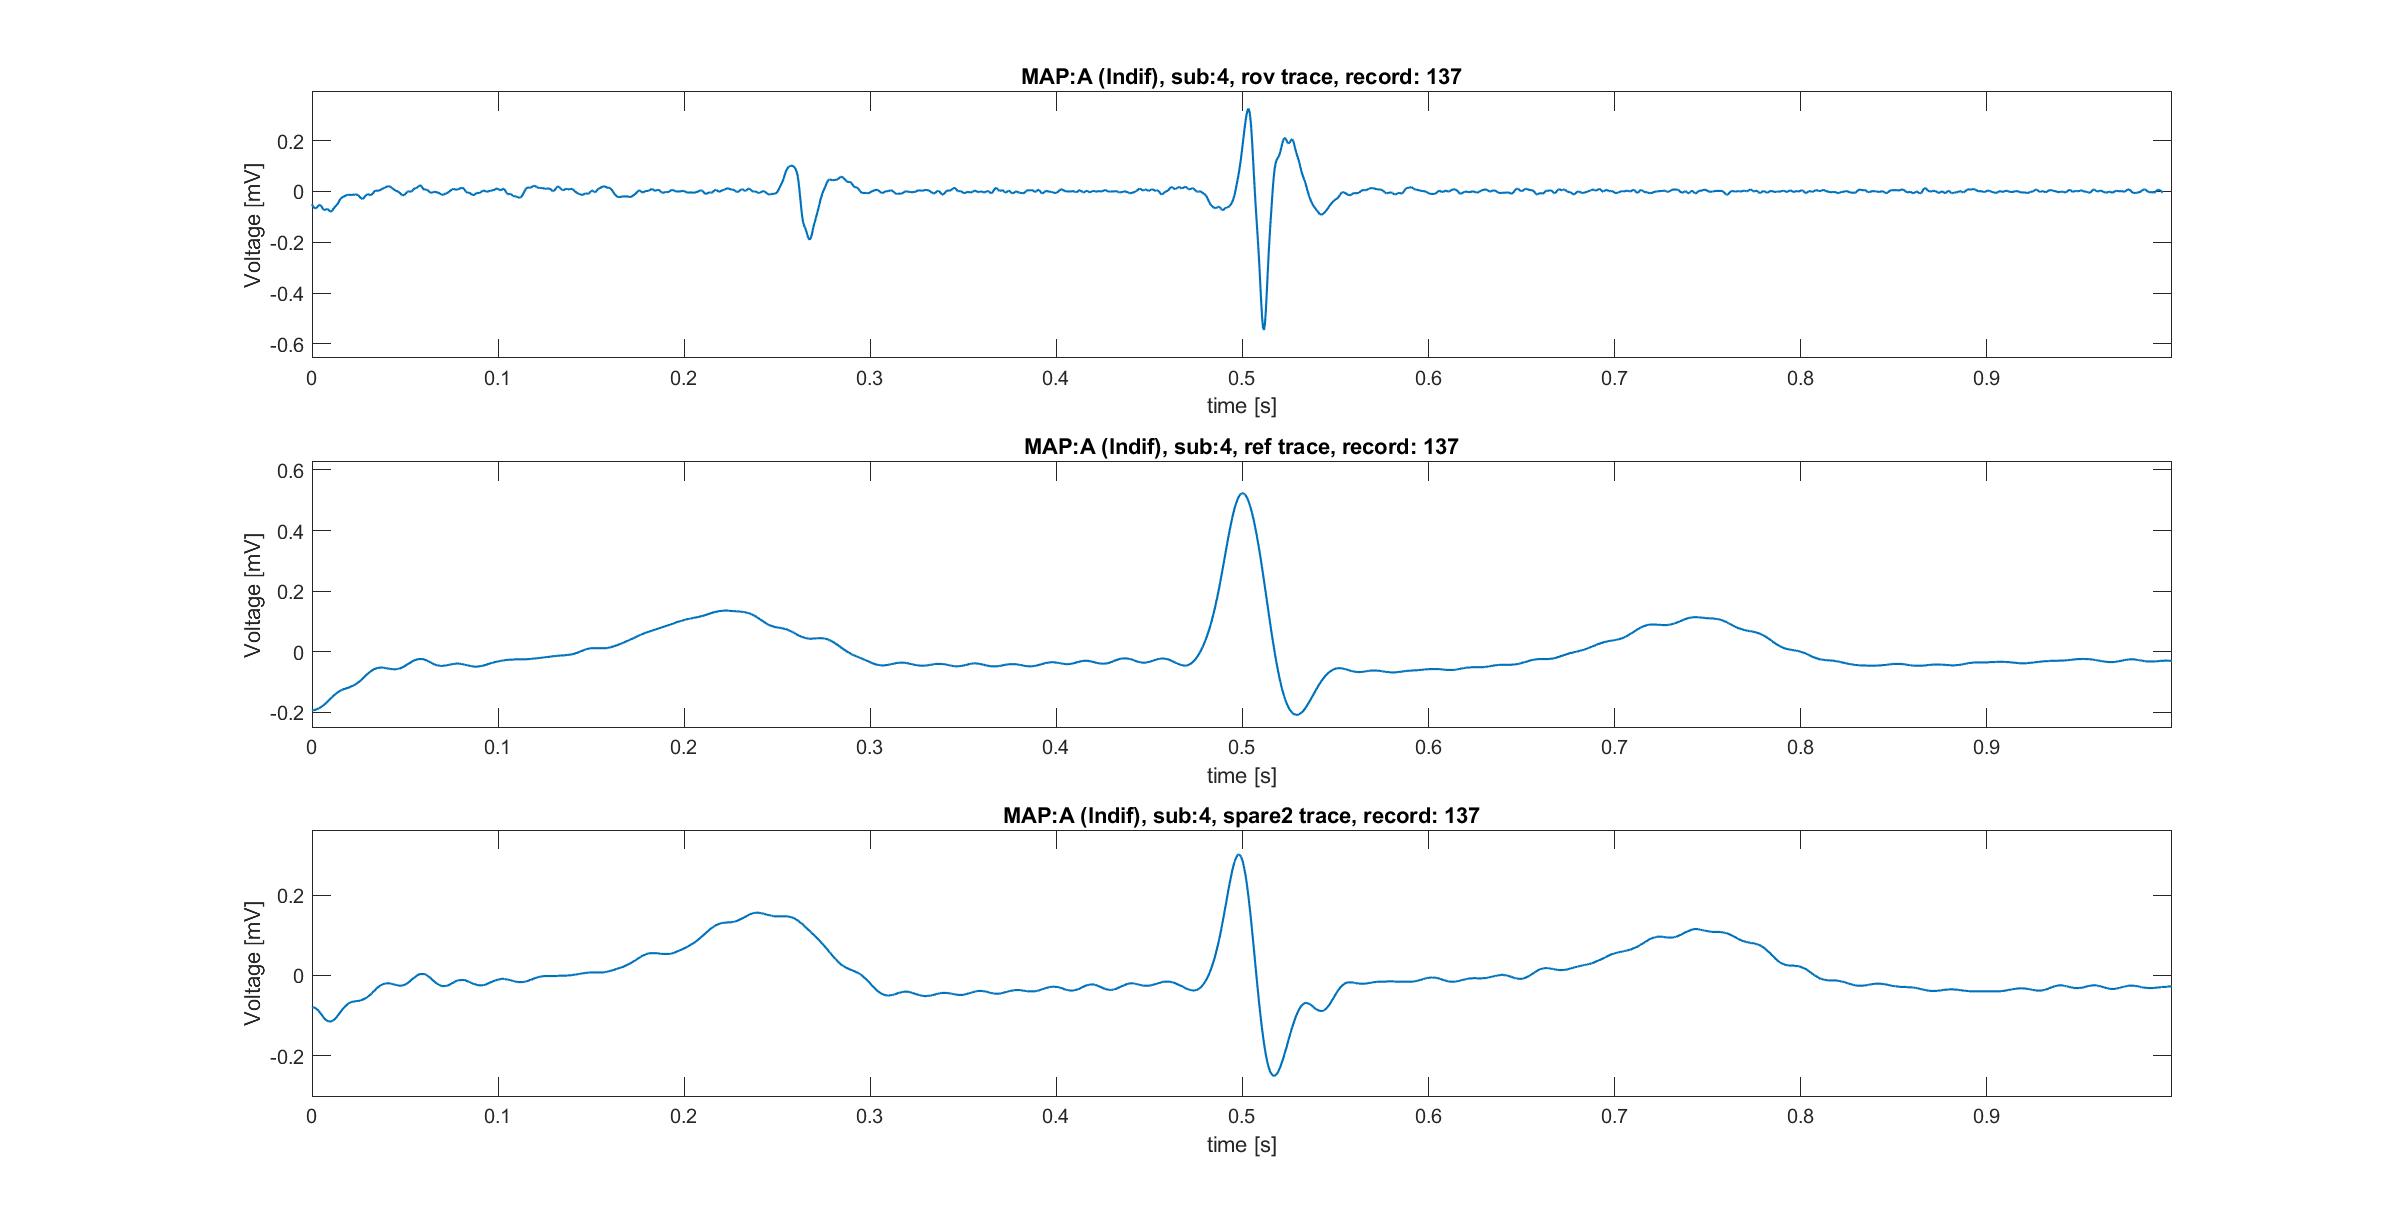 MAP:A (Indif), sub:4, rov trace, record: 137
Voltage [mV]
0.2
0
-0.2
-0.4
-0.6
0 0.1 0.2 0.3 0.4 0.5 0.6 0.7 0.8 0.9
time [s]
MAP:A (Indif), sub:4, ref trace, record: 137
Voltage [mV]
0.6
0.4
0.2
0
-0.2
0 0.1 0.2 0.3 0.4 0.5 0.6 0.7 0.8 0.9
time [s]
MAP:A (Indif), sub:4, spare2 trace, record: 137
Voltage [mV]
0.2
0
-0.2
0 0.1 0.2 0.3 0.4 0.5 0.6 0.7 0.8 0.9
time [s]